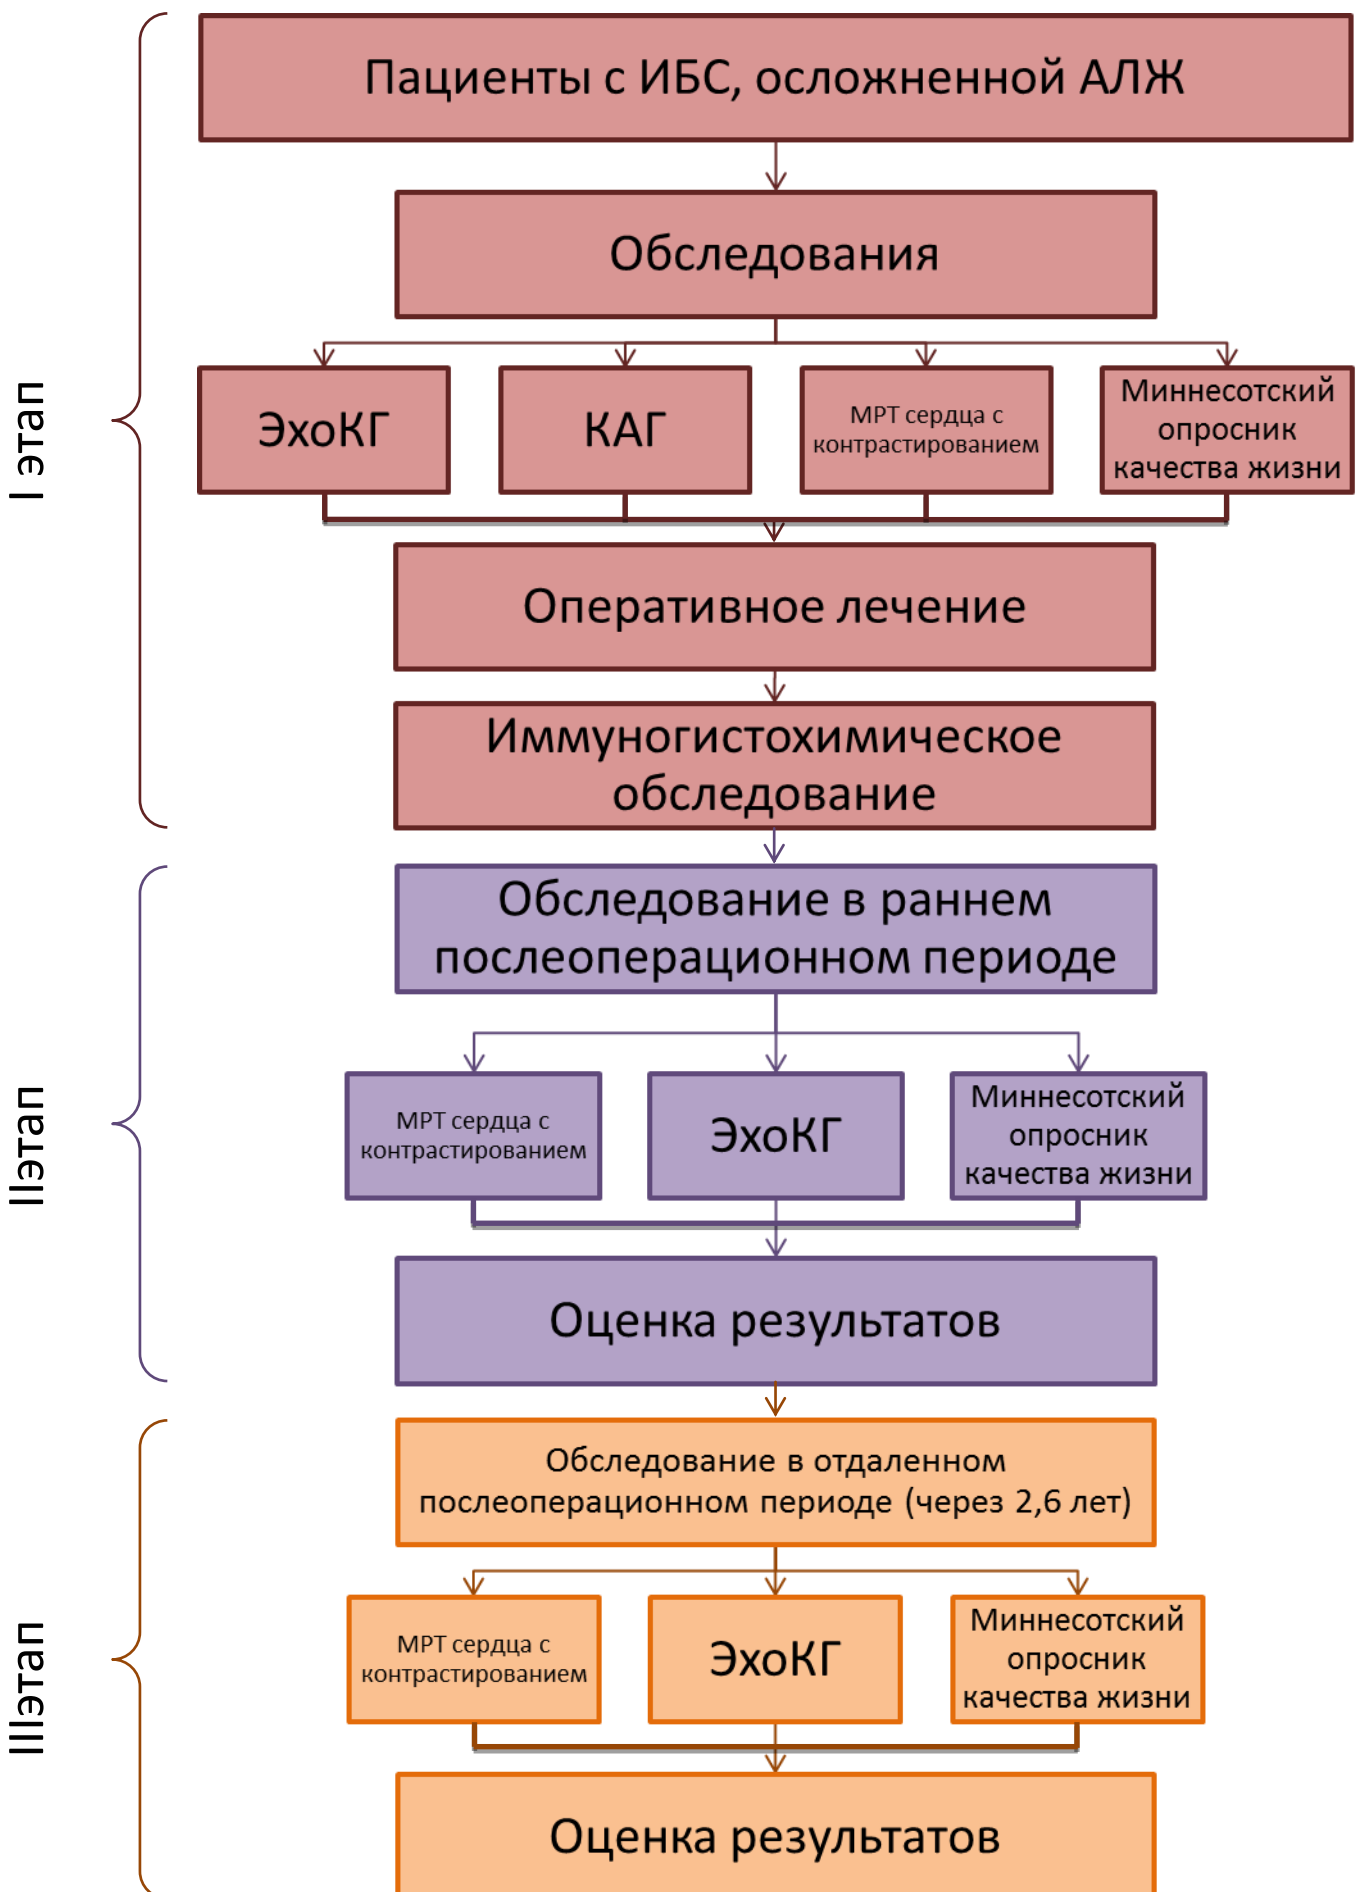 I этап
Пациенты с ИБС, осложненной АЛЖ
Обследования
ЭхоКГ
КАГ
МРТ сердца с
контрастированием
Миннесотский
опросник
качества жизни
Оперативное лечение
Иммуногистохимическое
обследование
IIэтап
Обследование в раннем
послеоперационном периоде
МРТ сердца с
контрастированием
ЭхоКГ
Миннесотский
опросник
качества жизни
Оценка результатов
IIIэтап
Обследование в отдаленном
послеоперационном периоде (через 2,6 лет)
МРТ сердца с
контрастированием
ЭхоКГ
Миннесотский
опросник
качества жизни
Оценка результатов